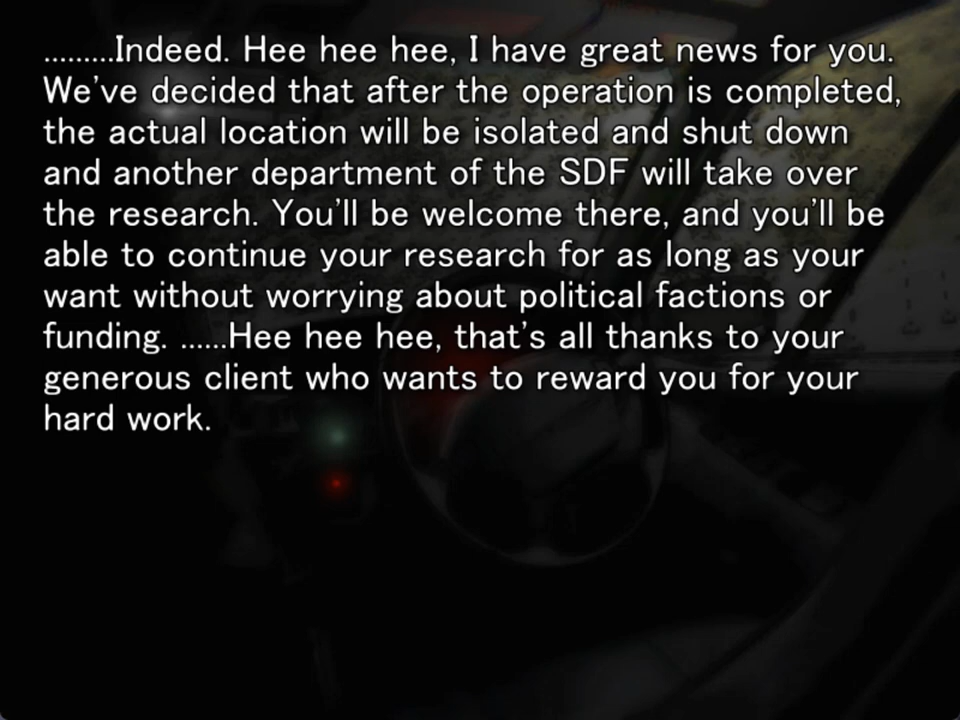 .........Indeed. Hee hee hee, I have great news for you.
We've decided that after the operation is completed,
the actual location will be isolated and shut down
and another department of the SDF will take over
the research. You'll be welcome there, and you'll be
able to continue your research for as long as your
want without worrying about political factions or
funding. ......Hee hee hee, that's all thanks to your
generous client who wants to reward you for your
hard work.